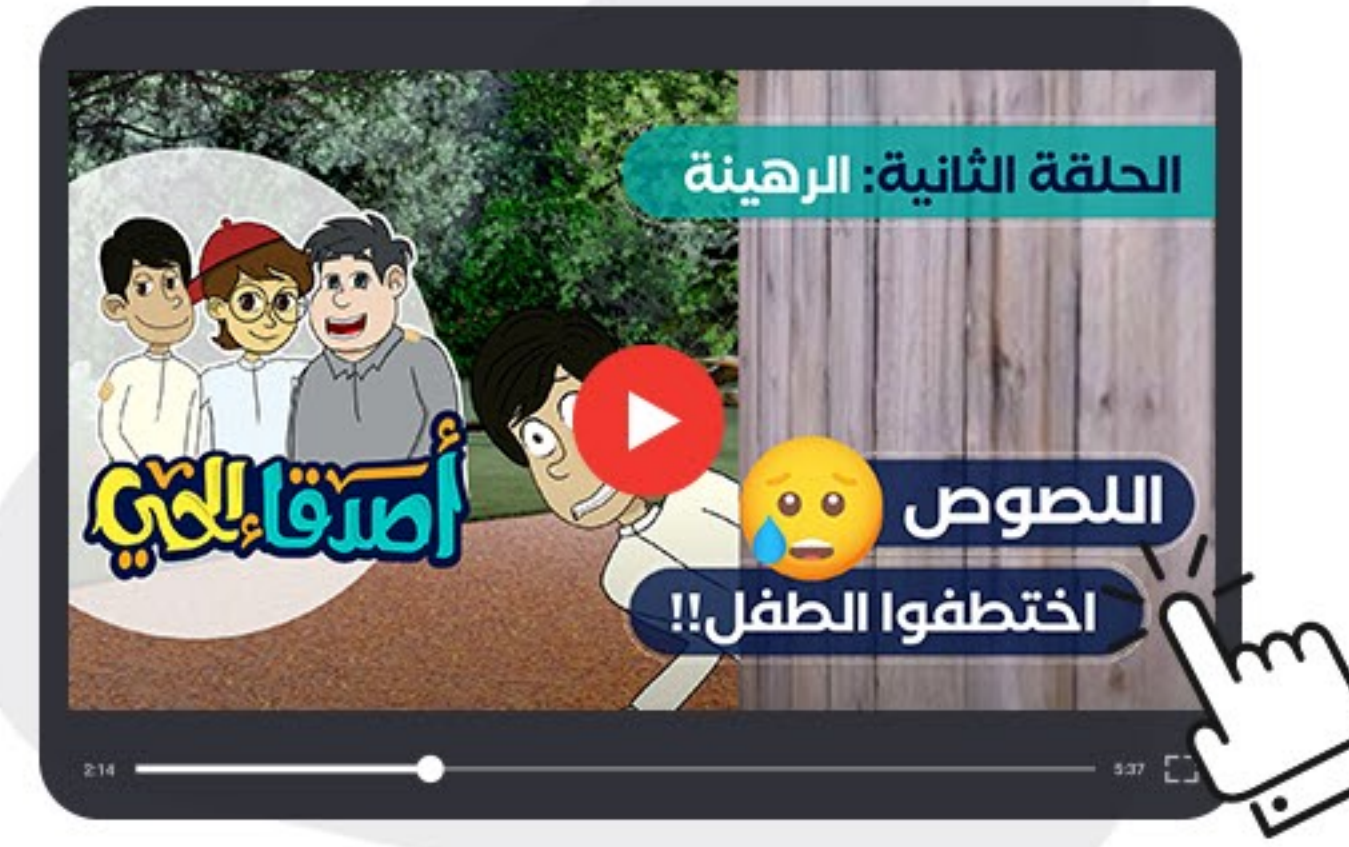 الحلقة الثانية: الرهينة
أصدقاء الحي
اللصوص
اختطفوا الطفل!!
2:14
5:37